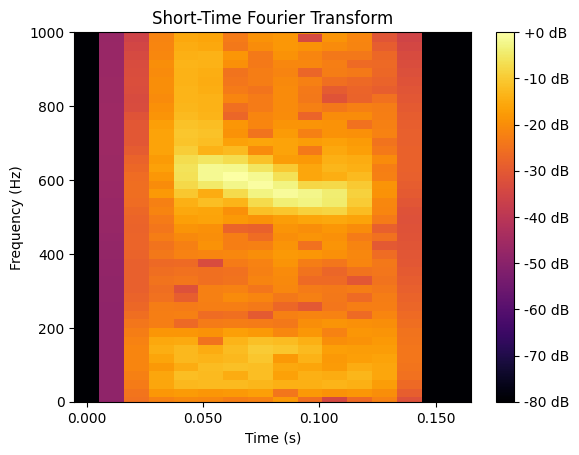 Short-Time Fourier Transform
1000
800
600
400
200
0
Frequency (Hz)
0.000
0.050
0.100
0.150
Time (s)
+0 dB
-10 dB
-20 dB
-30 dB
-40 dB
-50 dB
-60 dB
-70 dB
-80 dB